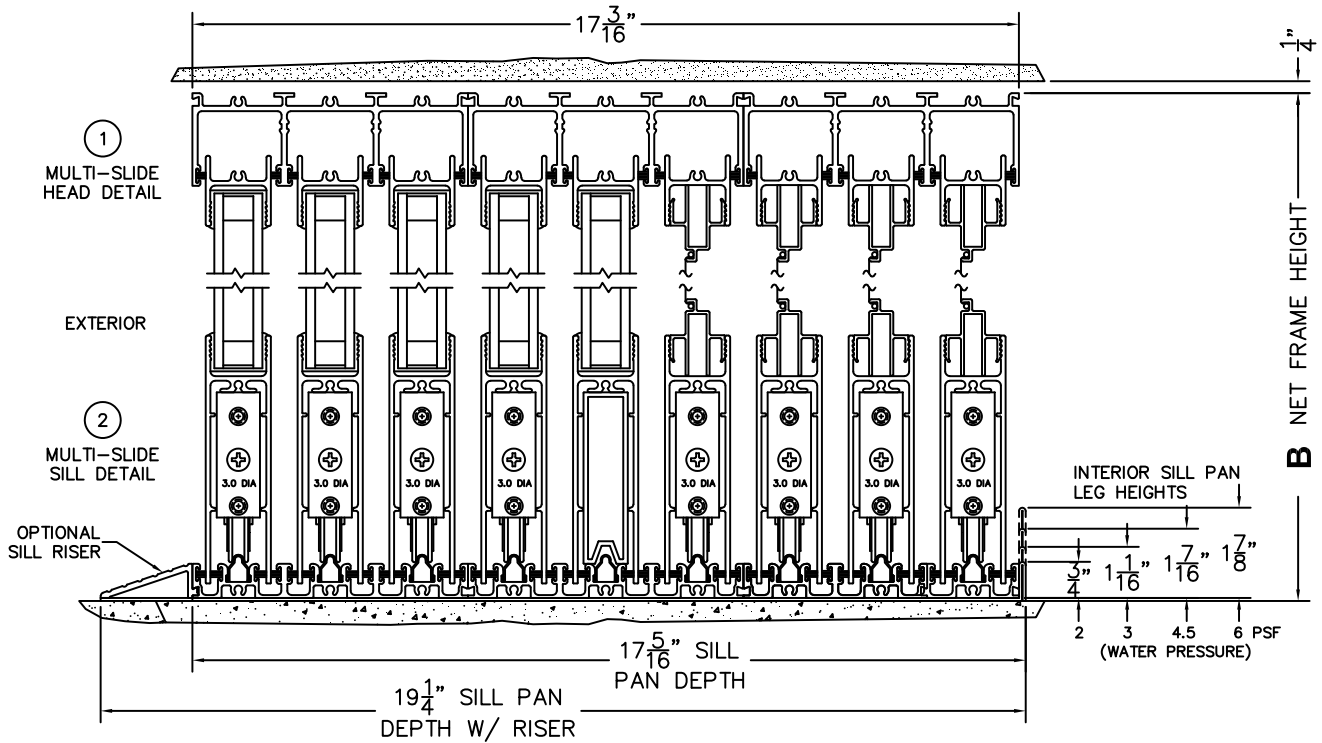 17 3/16"
1/4"
1
MULTI-SLIDE
HEAD DETAIL
EXTERIOR
B NET FRAME HEIGHT
2
MULTI-SLIDE
SILL DETAIL
3.0 DIA
3.0 DIA
3.0 DIA
3.0 DIA
3.0 DIA
3.0 DIA
3.0 DIA
3.0 DIA
INTERIOR SILL PAN
LEG HEIGHTS
OPTIONAL
SILL RISER
3/4"
1 1/16"
1 7/16"
1 7/8"
2 3 4.5 6 PSF
(WATER PRESSURE)
17 5/16" SILL
PAN DEPTH
19 1/4" SILL PAN
DEPTH W/ RISER